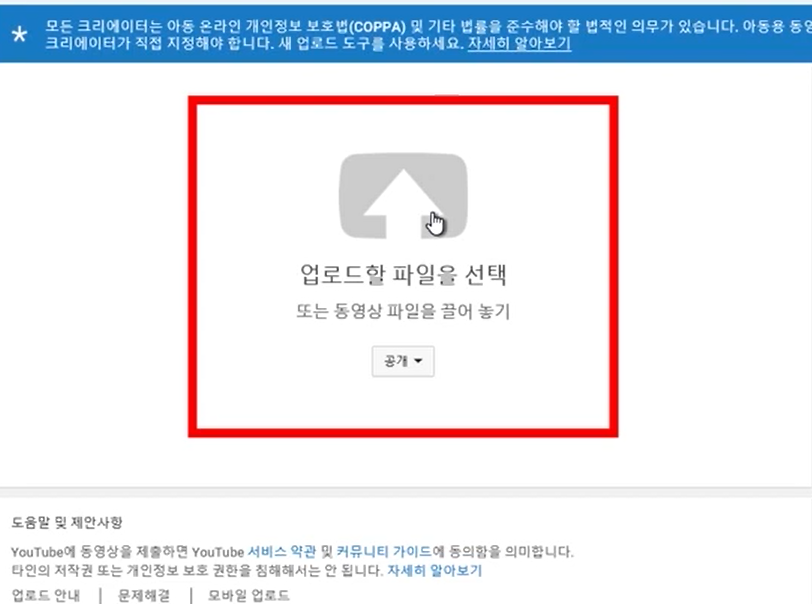 * 모든 크리에이터는 아동 온라인 개인정보 보호법(COPPA) 및 기타 법률을 준수해야 할 법적인 의무가 있습니다. 아동용
크리에이터가 직접 지정해야 합니다. 새 업로드 도구를 사용하세요. 자세히 알아보기
업로드할 파일을 선택
또는 동영상 파일을 끌어 놓기
공개
도움말 및 제안사항
YouTube에 동영상을 제출하면 YouTube 서비스 약관 및 커뮤니티 가이드에 동의함을 의미합니다.
타인의 저작권 또는 개인정보 보호 권한을 침해해서는 안 됩니다. 자세히 알아보기
업로드 안내 | 문제해결 | 모바일 업로드